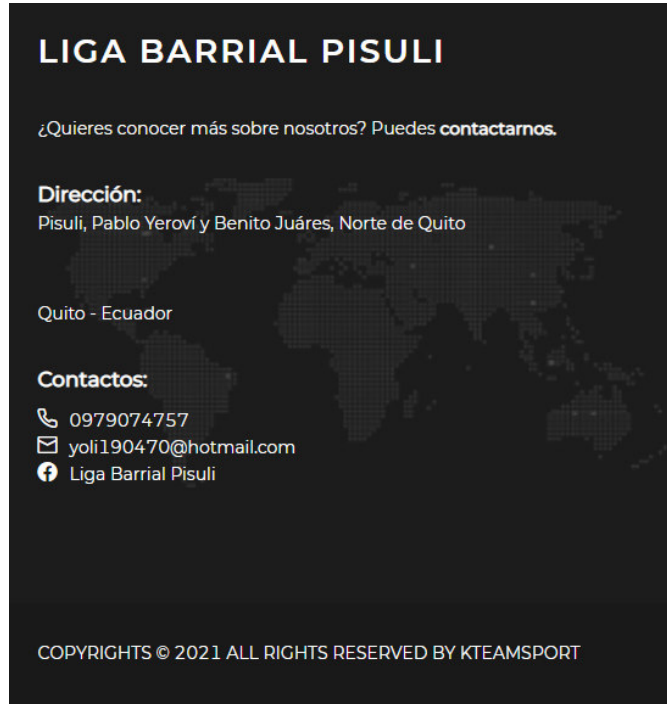 LIGA BARRIAL PISULI
¿Quieres conocer más sobre nosotros? Puedes contactarnos.
Dirección:
Pisuli, Pablo Yeroví y Benito Juáres, Norte de Quito
Quito - Ecuador
Contactos:
0979074757
yoli190470@hotmail.com
Liga Barrial Pisuli
COPYRIGHTS © 2021 ALL RIGHTS RESERVED BY KTEAMSPORT